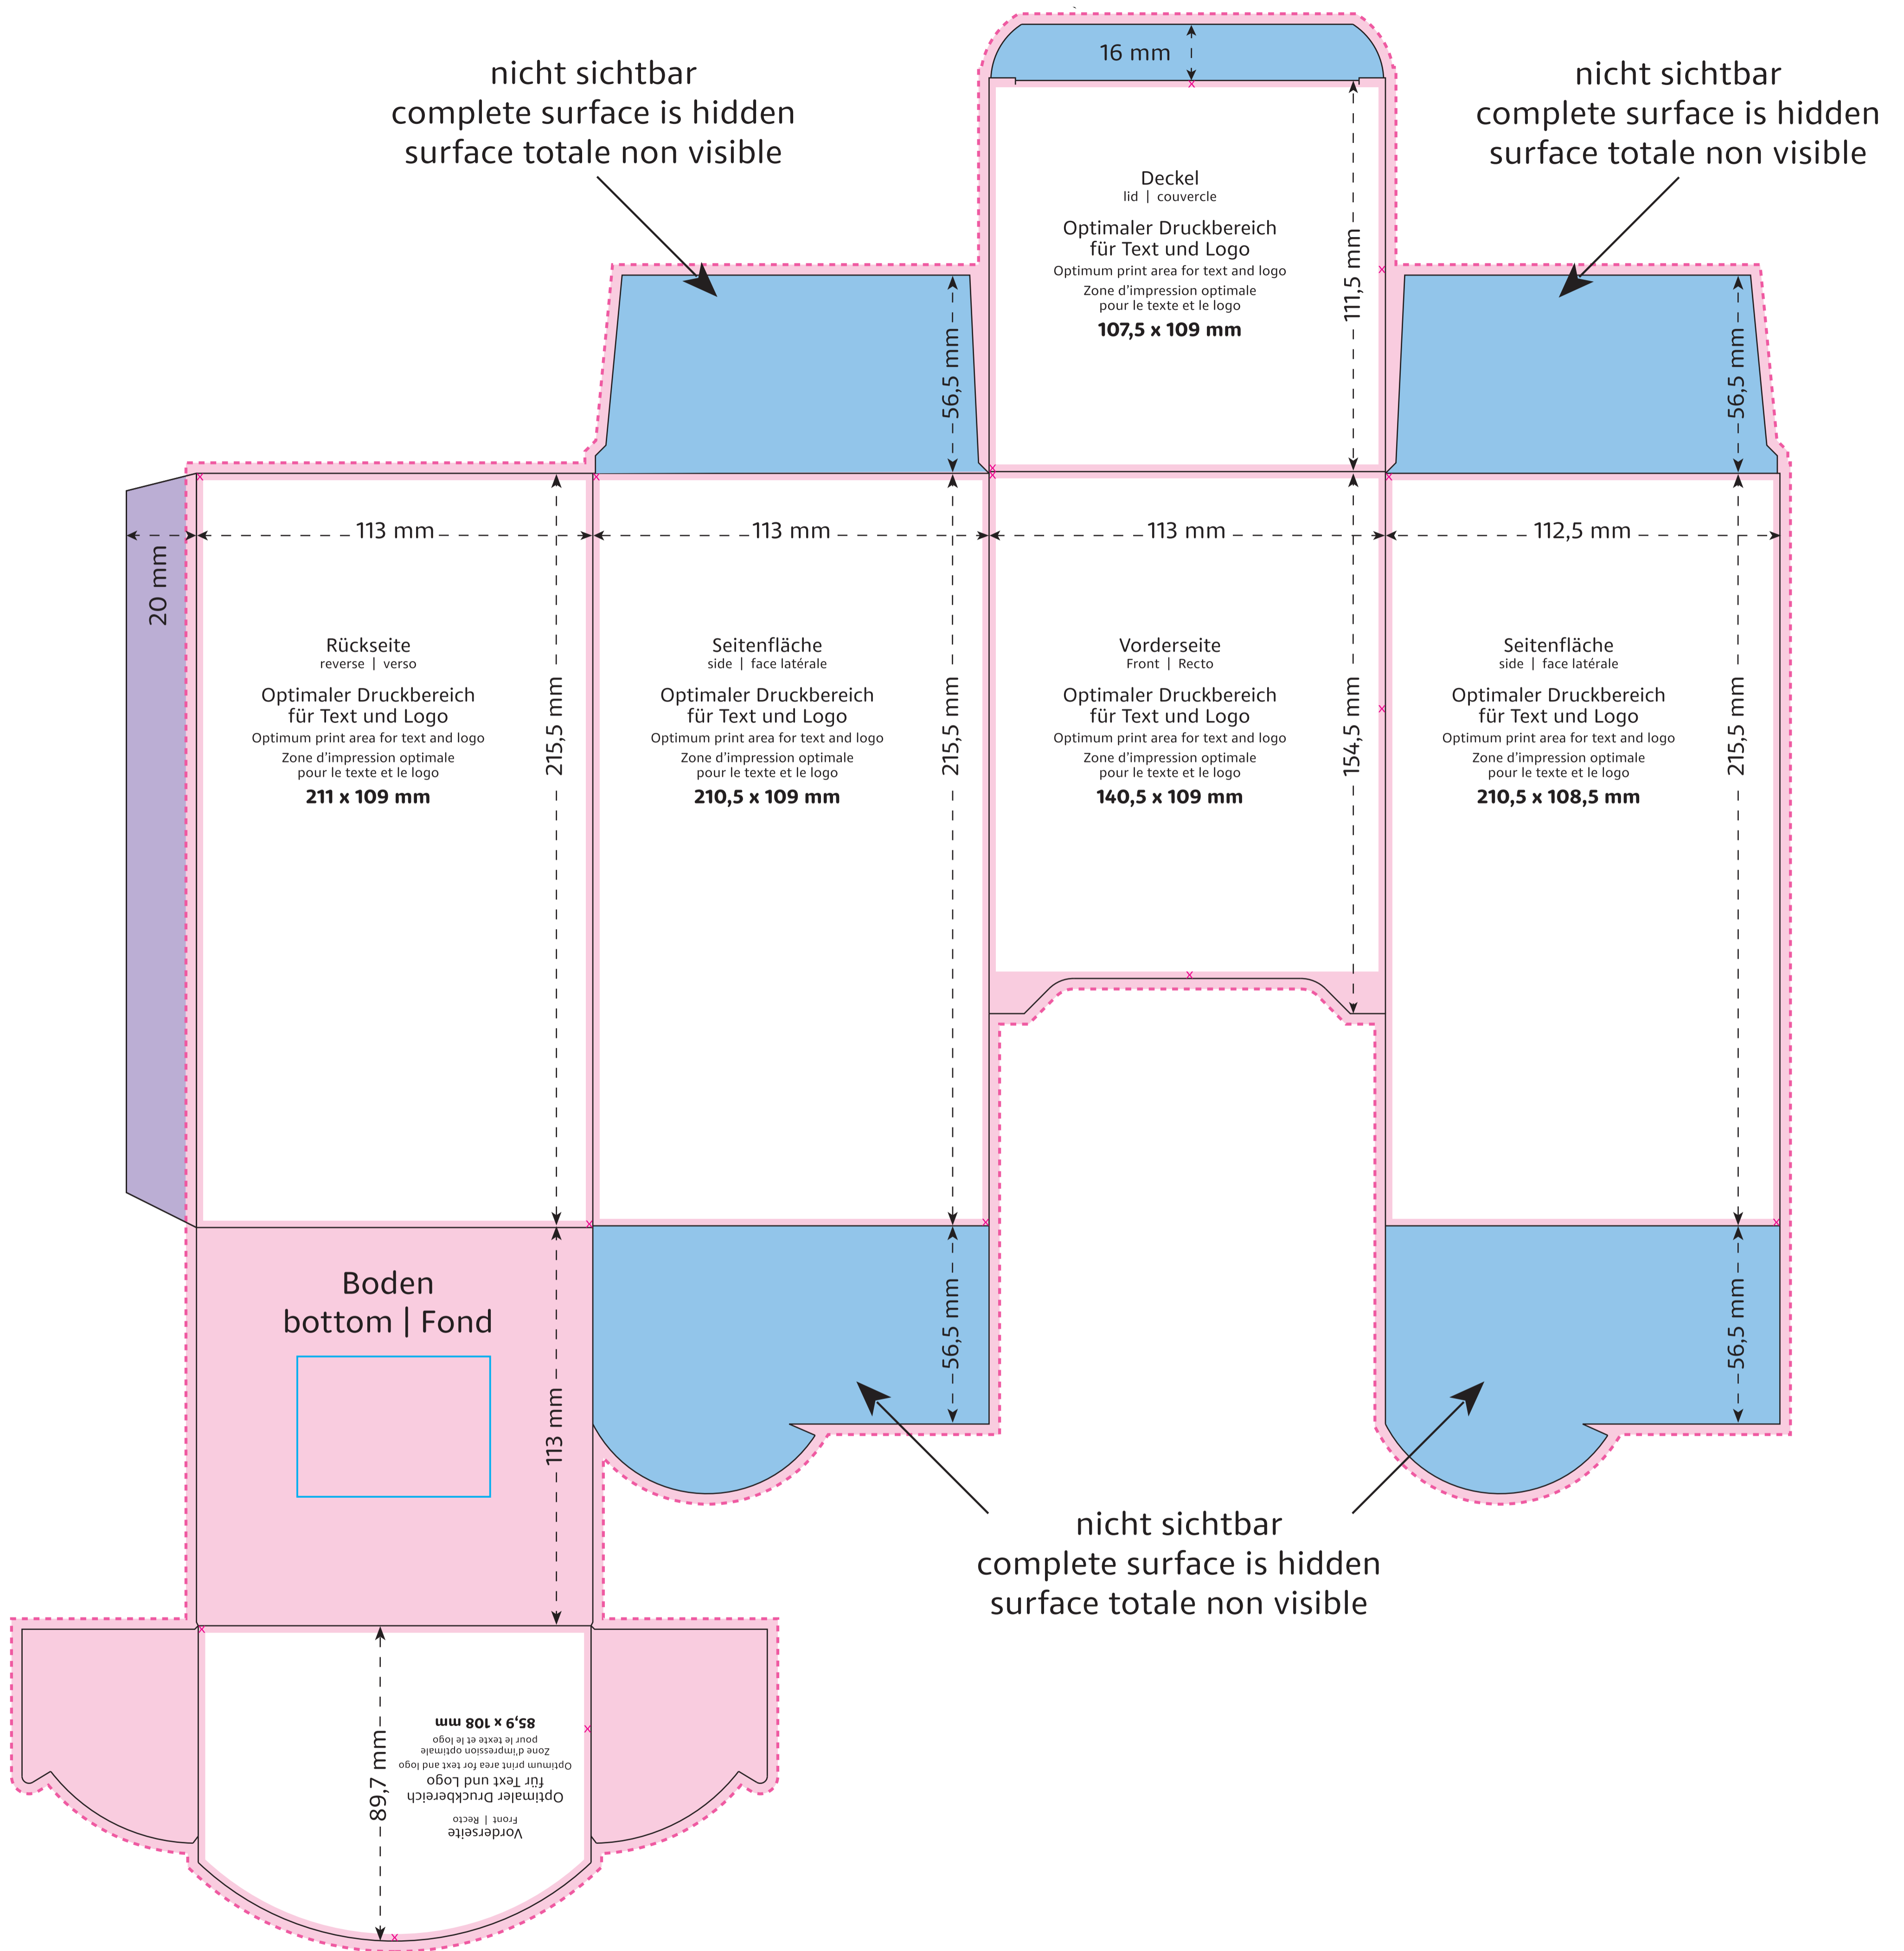 16 mm
nicht sichtbar
complete surface is hidden
surface totale non visible
nicht sichtbar
complete surface is hidden
surface totale non visible
Deckel
lid | couvercle
Optimaler Druckbereich
für Text und Logo
Optimum print area for text and logo
Zone d’impression optimale
pour le texte et le logo
107,5 x 109 mm
111,5 mm
56,5 mm
56,5 mm
113 mm
113 mm
113 mm
112,5 mm
20 mm
Rückseite
reverse | verso
Optimaler Druckbereich
für Text und Logo
Optimum print area for text and logo
Zone d’impression optimale
pour le texte et le logo
211 x 109 mm
215,5 mm
Seitenfläche
side | face latérale
Optimaler Druckbereich
für Text und Logo
Optimum print area for text and logo
Zone d’impression optimale
pour le texte et le logo
210,5 x 109 mm
215,5 mm
Vorderseite
Front | Recto
Optimaler Druckbereich
für Text und Logo
Optimum print area for text and logo
Zone d’impression optimale
pour le texte et le logo
140,5 x 109 mm
154,5 mm
Seitenfläche
side | face latérale
Optimaler Druckbereich
für Text und Logo
Optimum print area for text and logo
Zone d’impression optimale
pour le texte et le logo
210,5 x 108,5 mm
215,5 mm
Boden
bottom | Fond
113 mm
56,5 mm
56,5 mm
nicht sichtbar
complete surface is hidden
surface totale non visible
89,7 mm
Vorderseite
Front | Recto
Optimaler Druckbereich
für Text und Logo
Optimum print area for text and logo
Zone d’impression optimale
pour le texte et le logo
85,9 x 108 mm